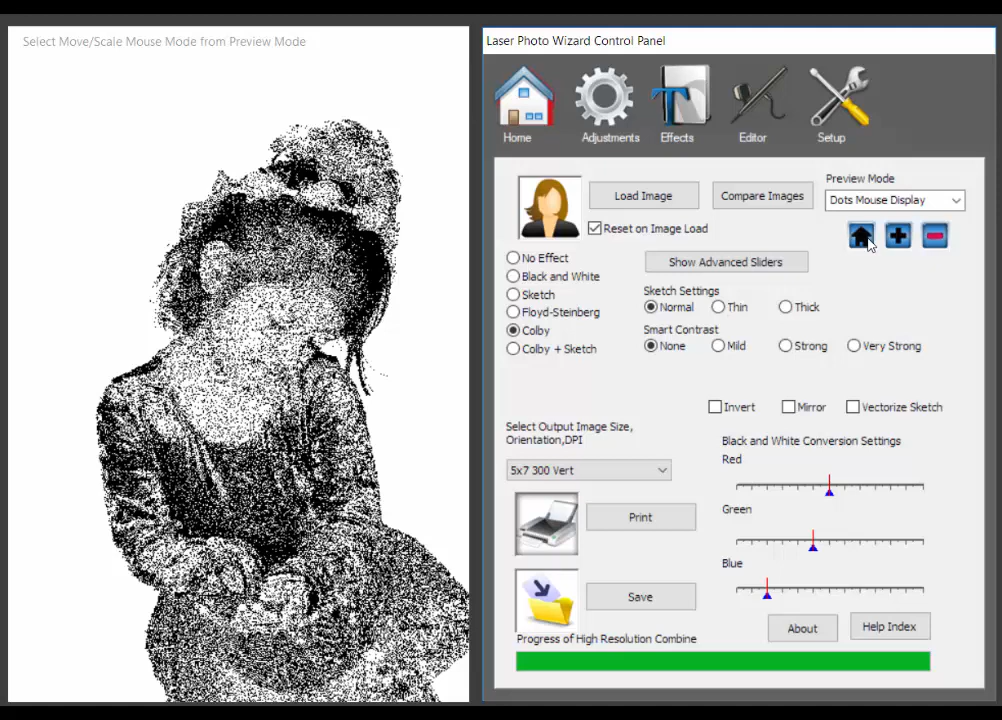 Select Move/Scale Mouse Mode from Preview Mode
Laser Photo Wizard Control Panel
Home Adjustments Effects Editor Setup
Load Image
Compare Images
Preview Mode
Dots Mouse Display
Reset on Image Load
No Effect
Black and White
Sketch
Floyd-Steinberg
Colby
Colby + Sketch
Show Advanced Sliders
Sketch Settings
Normal Thin Thick
Smart Contrast
None Mild Strong Very Strong
Invert Mirror Vectorize Sketch
Select Output Image Size,
Orientation,DPI
5x7 300 Vert
Print
Save
Black and White Conversion Settings
Red
Green
Blue
About
Help Index
Progress of High Resolution Combine